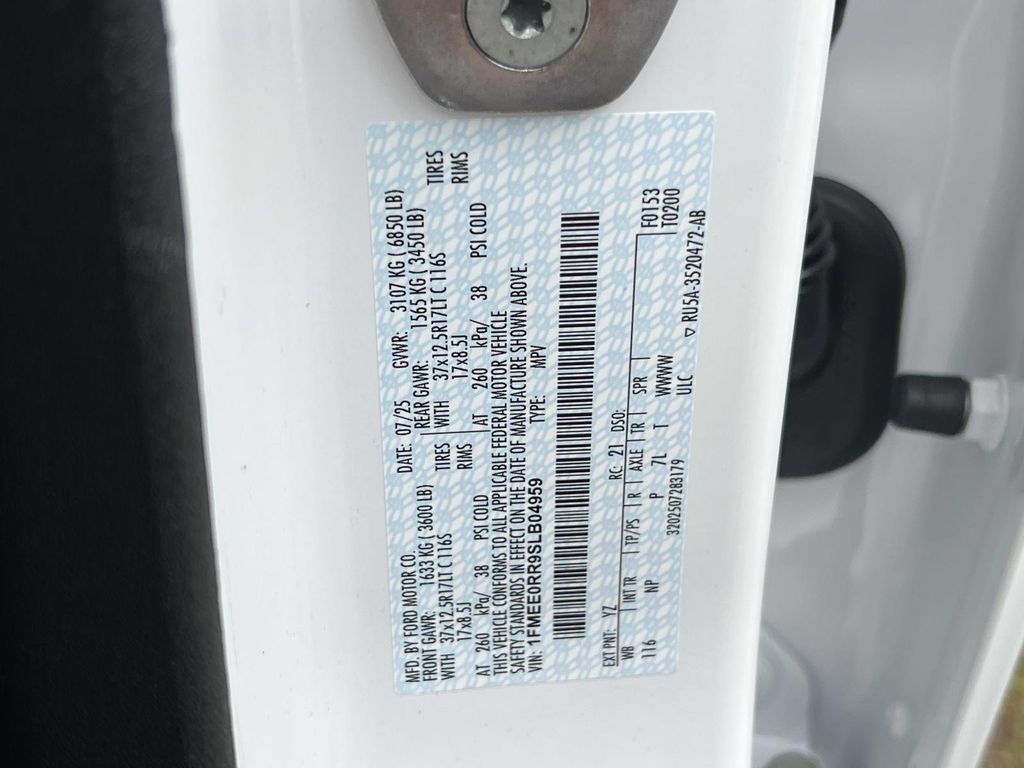 MFD. BY FORD MOTOR CO. DATE: 07/25 GVWR: 3107 KG ( 6850 LB)
FRONT GAWR: 1633 KG ( 3600 LB) REAR GAWR: 1565 KG ( 3450 LB)
WITH 37x12.5R17LT C 116S TIRES WITH 37x12.5R17LT C 116S TIRES
17x8.5J RIMS 17x8.5J RIMS
AT 260 kPa/ 38 PSI COLD AT 260 kPa/ 38 PSI COLD
THIS VEHICLE CONFORMS TO ALL APPLICABLE FEDERAL MOTOR VEHICLE
SAFETY STANDARDS IN EFFECT ON THE DATE OF MANUFACTURE SHOWN ABOVE.
VIN: 1FMEE0RR9SLB04959 TYPE: MPV
EXT PNT: YZ RC: 21 DSO:
WB INT TR TP/PS R AXLE TR SPR F0153
116 NP P 7L T WWWW T0200
ULC
3202507283179 ▽ RU5A-3520472-AB